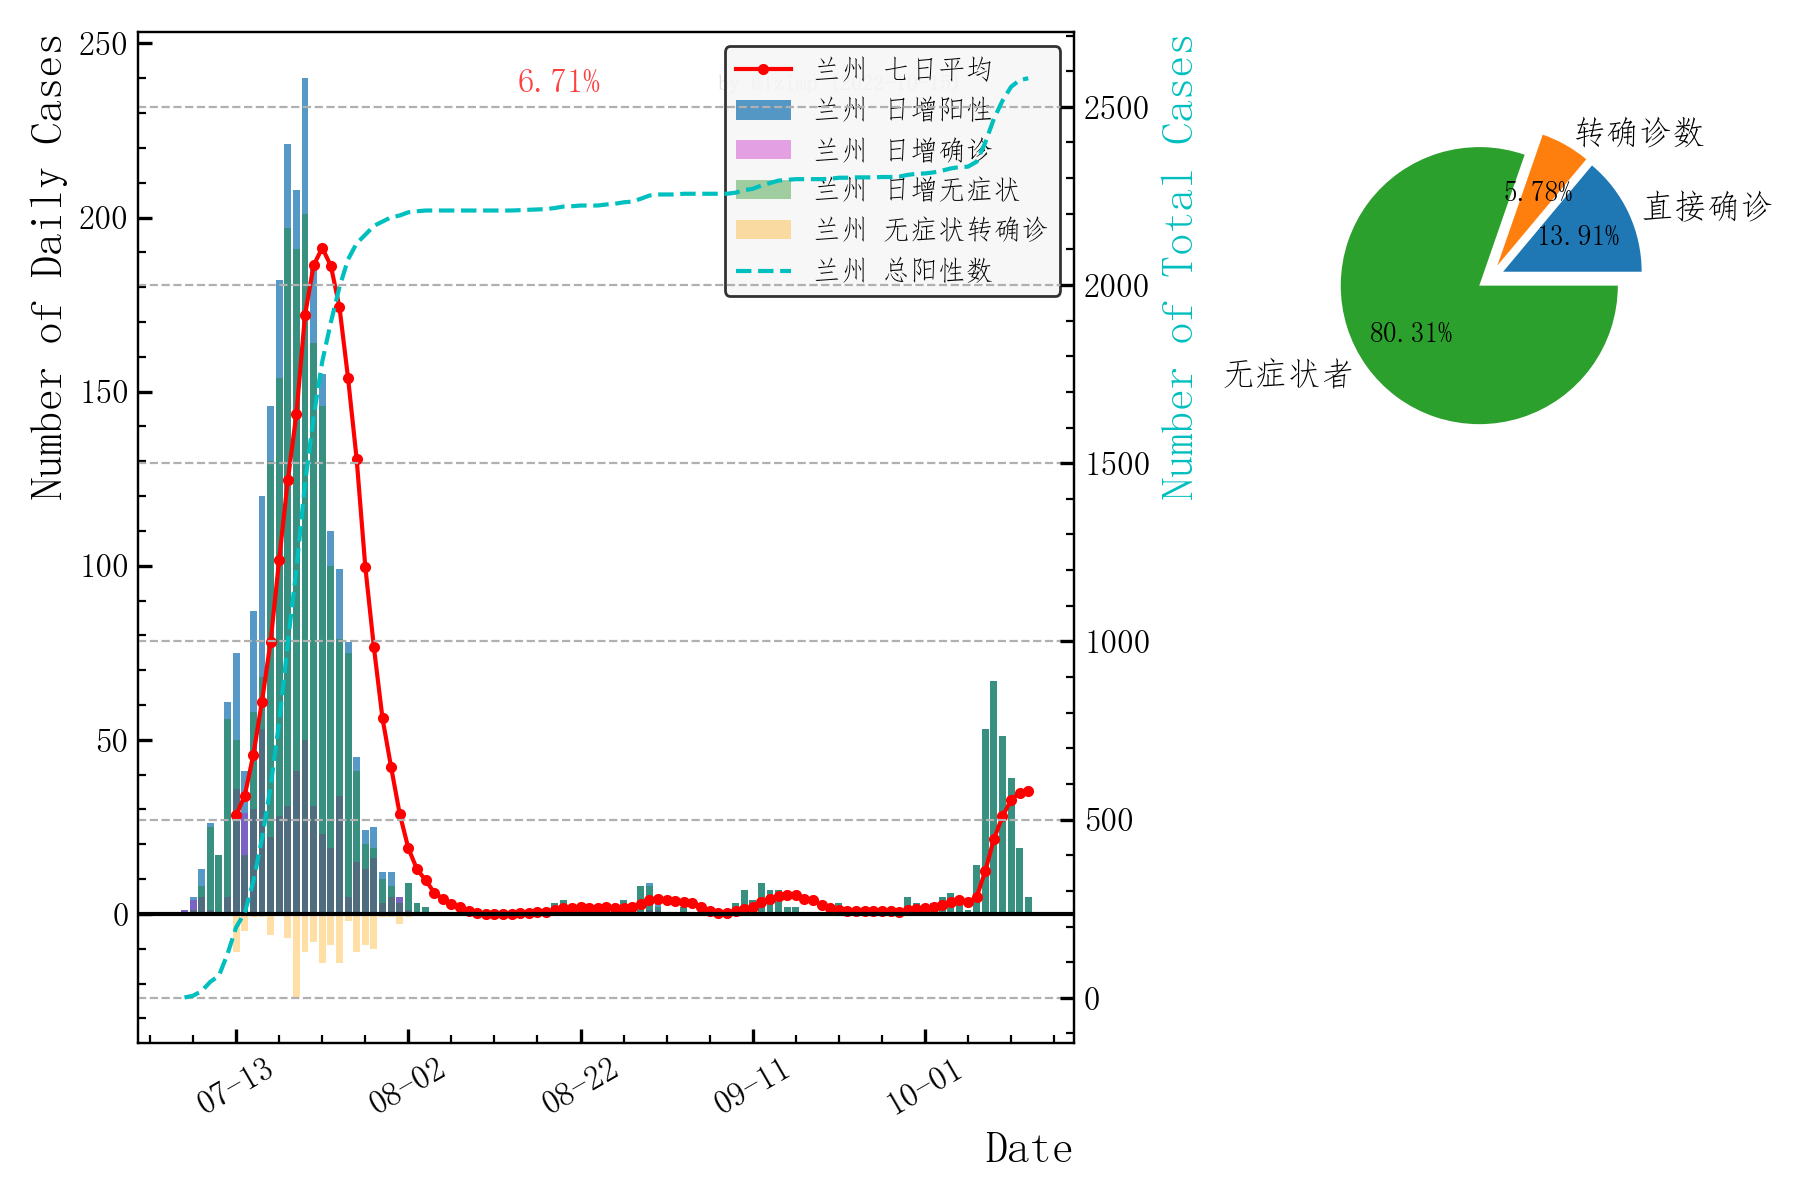 Number of Daily Cases
250
200
150
100
50
0
6.71%
兰州 七日平均
兰州 日增阳性
兰州 日增确诊
兰州 日增无症状
兰州 无症状转确诊
兰州 总阳性数
2500
2000
1500
1000
500
0
Number of Total Cases
07-13
08-02
08-22
09-11
10-01
Date
转确诊数
5.78%
直接确诊
13.91%
80.31%
无症状者